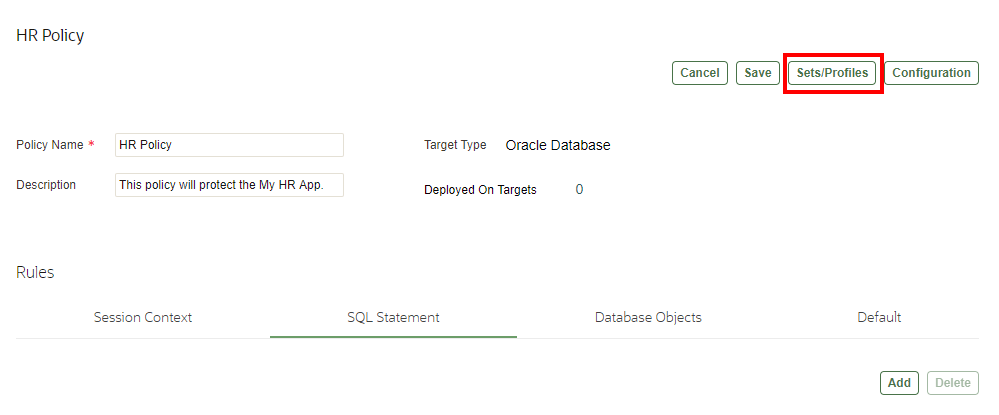 HR Policy
Cancel Save Sets/Profiles Configuration
Policy Name * HR Policy Target Type Oracle Database
Description This policy will protect the My HR App. Deployed On Targets 0
Rules
Session Context SQL Statement Database Objects Default
Add Delete